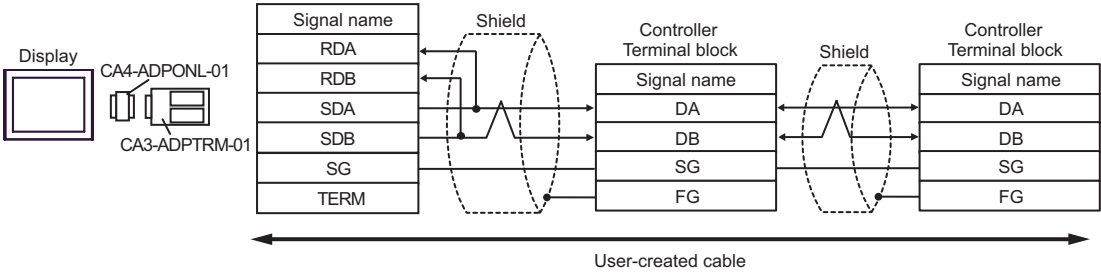 Display
CA4-ADPONL-01
CA3-ADPTRM-01
Signal name
RDA
RDB
SDA
SDB
SG
TERM
Shield
Controller
Terminal block
Signal name
DA
DB
SG
FG
Shield
Controller
Terminal block
Signal name
DA
DB
SG
FG
User-created cable